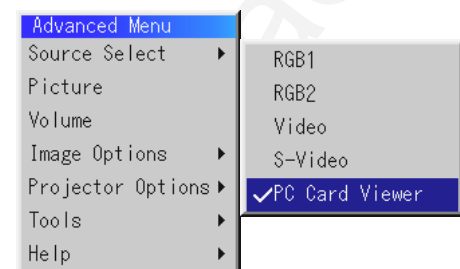 Advanced Menu
Source Select
Picture
Volume
Image Options
Projector Options
Tools
Help
RGB1
RGB2
Video
S-Video
PC Card Viewer